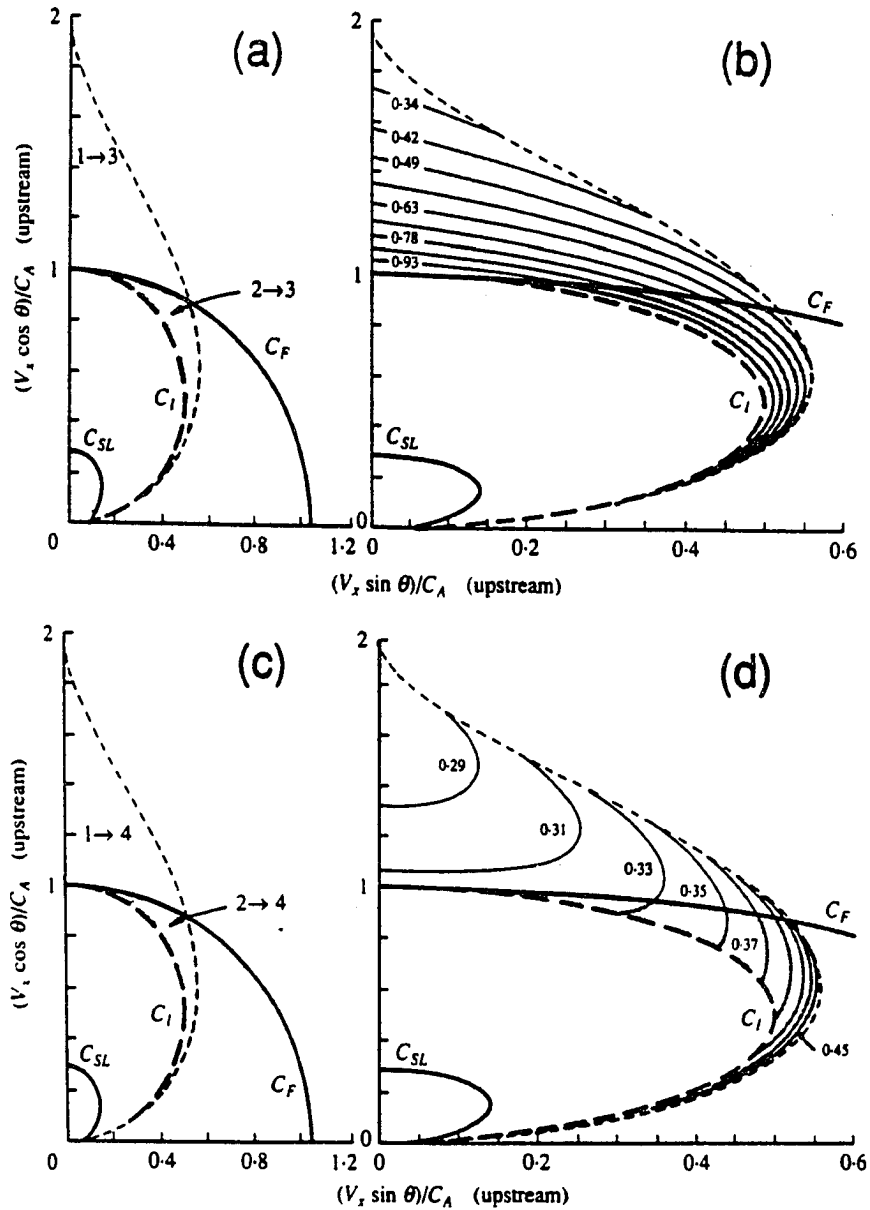 (a)
2
1
0
1→3
2→3
C_F
C_I
C_SL
0·4
0·8
1·2
(V_x cos θ)/C_A (upstream)
(b)
2
1
0
0·34
0·42
0·49
0·63
0·78
0·93
C_F
C_I
C_SL
0
0·2
0·4
0·6
(V_x sin θ)/C_A (upstream)
(c)
2
1
0
1→4
2→4
C_I
C_SL
C_F
0
0·4
0·8
1·2
(V_x cos θ)/C_A (upstream)
(d)
2
1
0
0·29
0·31
0·33
0·35
0·37
0·45
C_F
C_I
C_SL
0
0·2
0·4
0·6
(V_x sin θ)/C_A (upstream)